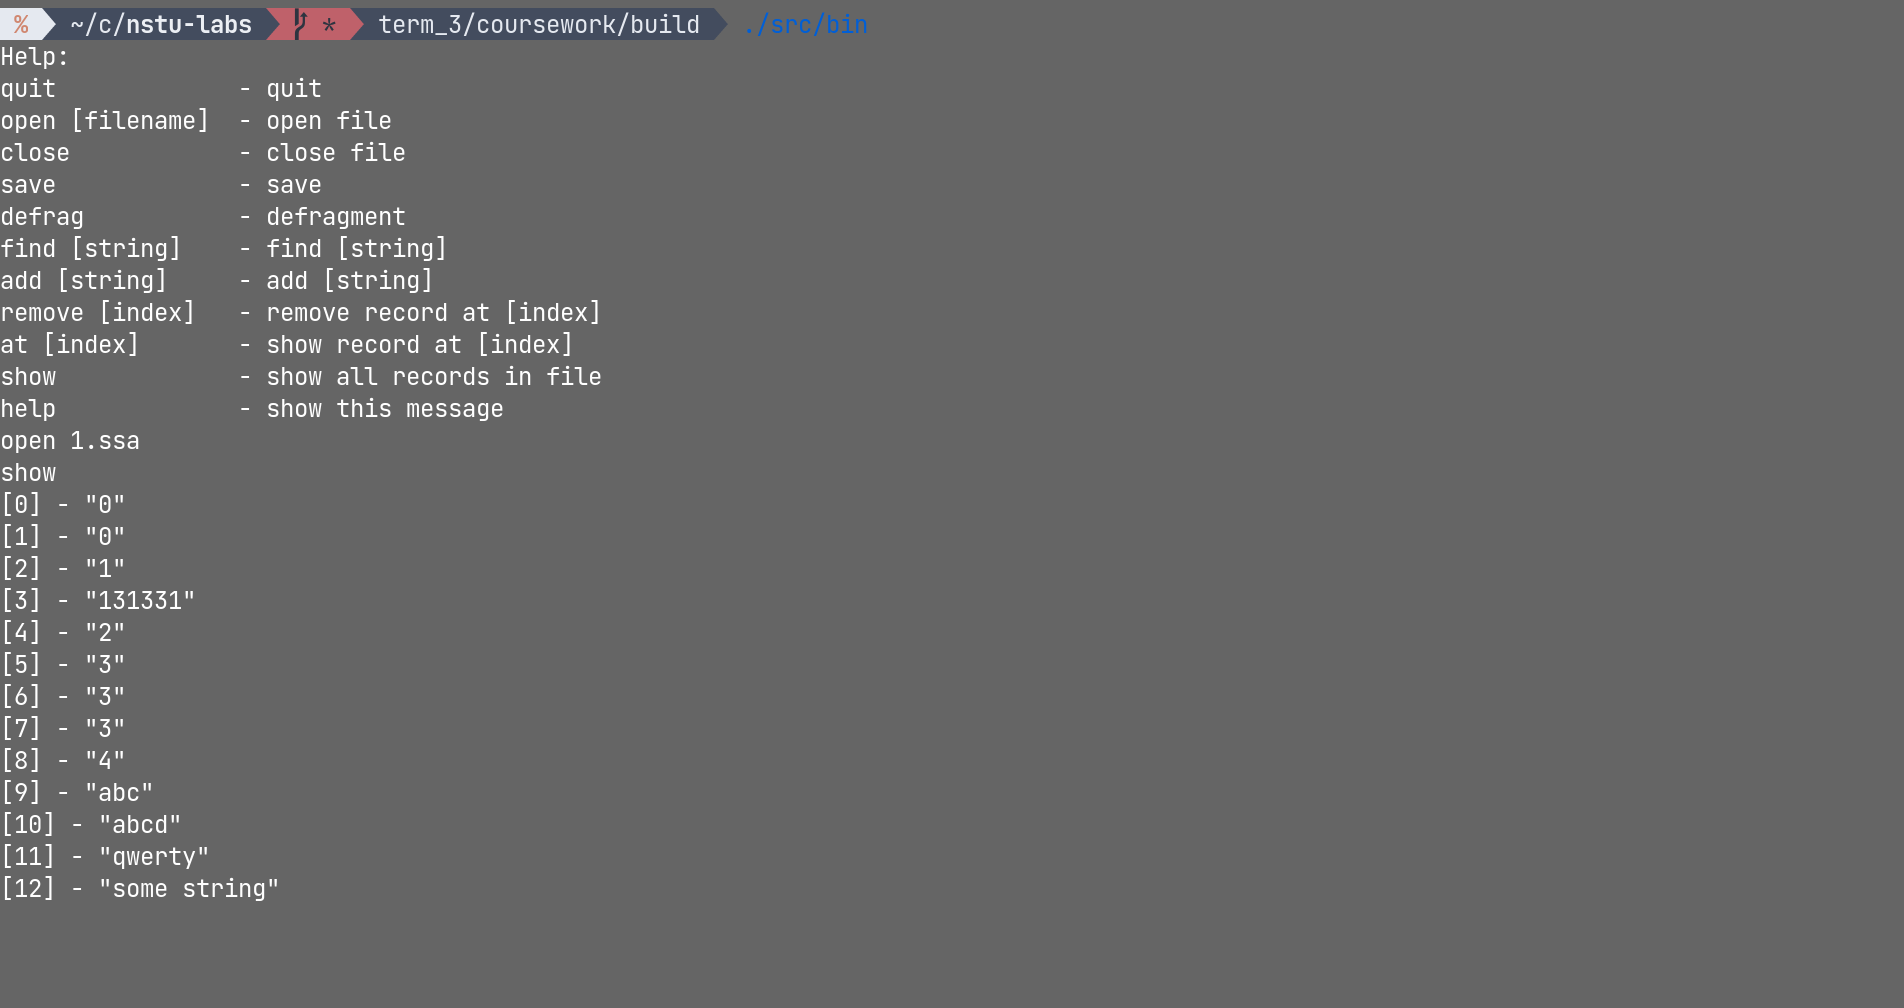 % ~/c/nstu-labs * term_3/coursework/build ./src/bin
Help:
quit             - quit
open [filename]  - open file
close            - close file
save             - save
defrag           - defragment
find [string]    - find [string]
add [string]     - add [string]
remove [index]   - remove record at [index]
at [index]       - show record at [index]
show             - show all records in file
help             - show this message
open 1.ssa
show
[0] - "0"
[1] - "0"
[2] - "1"
[3] - "131331"
[4] - "2"
[5] - "3"
[6] - "3"
[7] - "3"
[8] - "4"
[9] - "abc"
[10] - "abcd"
[11] - "qwerty"
[12] - "some string"